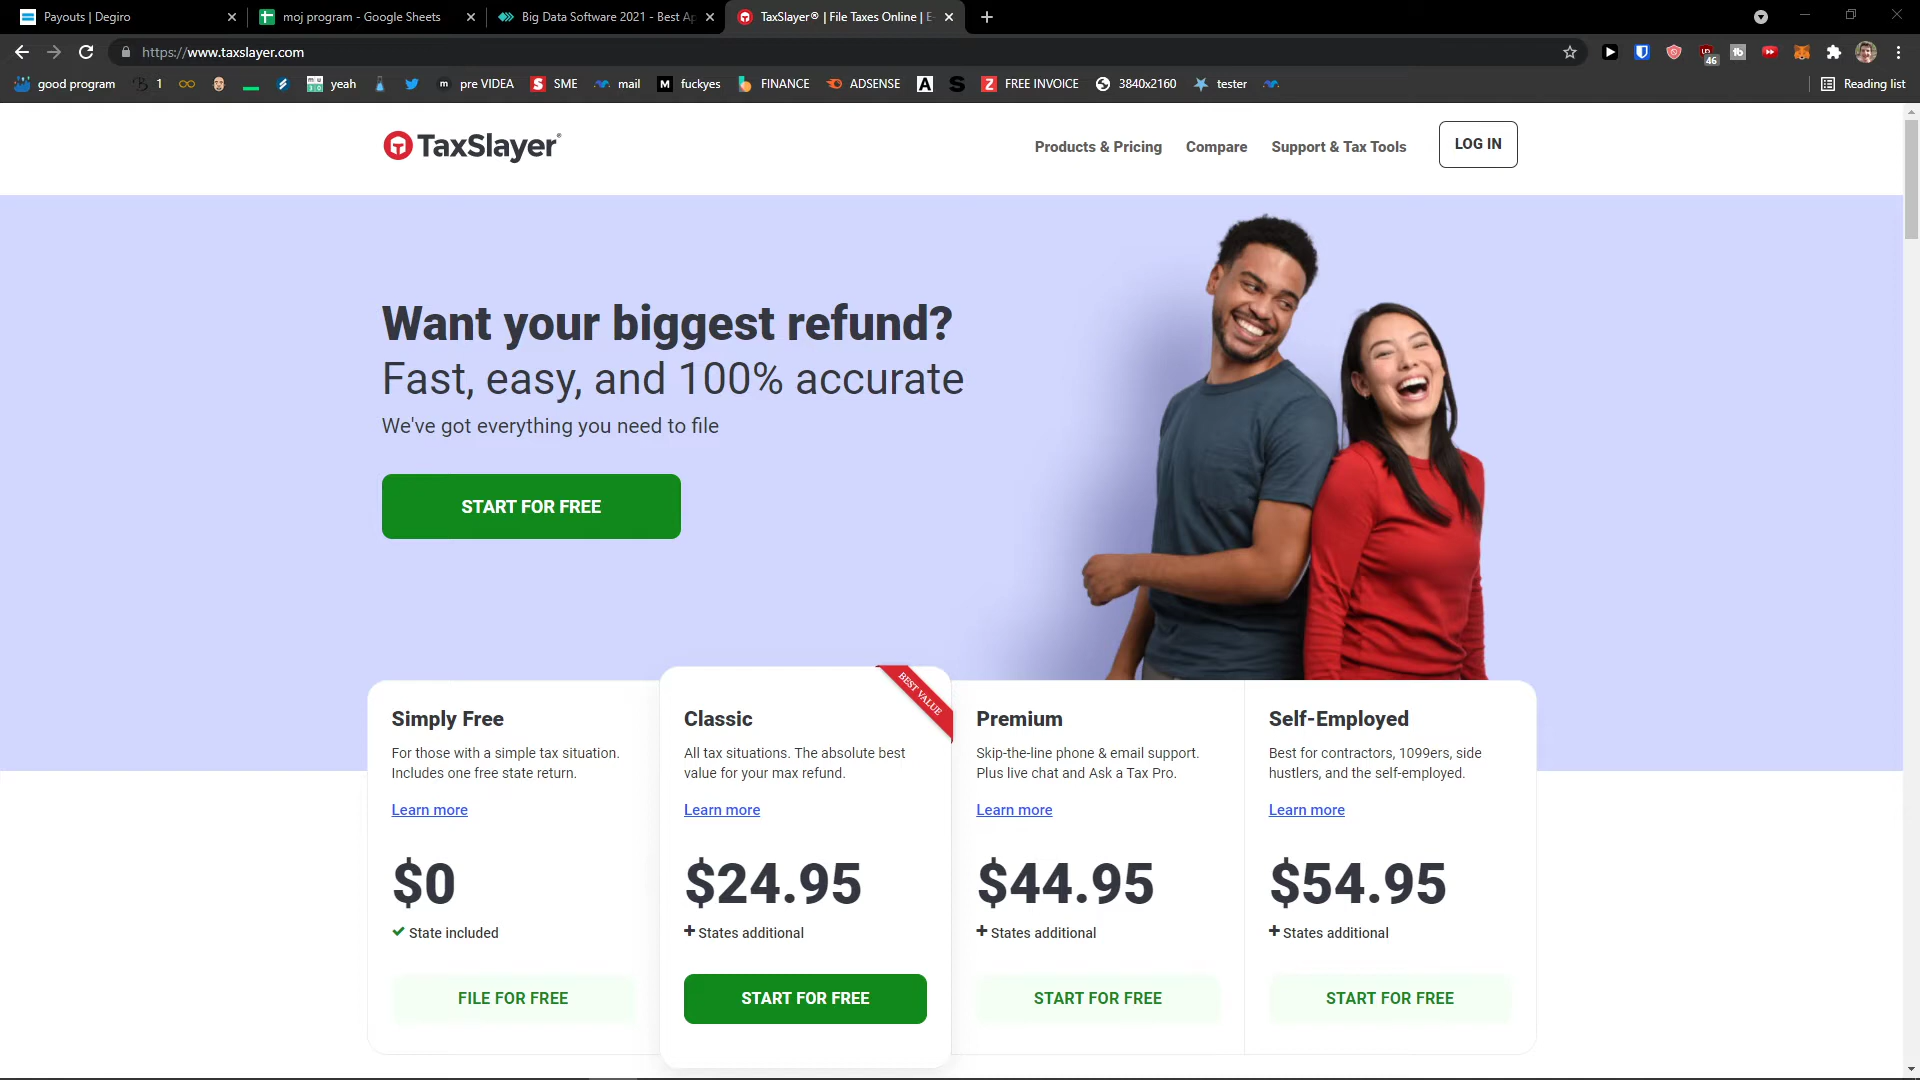 Payouts | Degiro
moj program - Google Sheets
Big Data Software 2021 - Best Ap
TaxSlayer® | File Taxes Online | E-
https://www.taxslayer.com
46
good program
1
yeah
pre VIDEA
SME
mail
fuckyes
FINANCE
ADSENSE
FREE INVOICE
3840x2160
tester
Reading list
TaxSlayer®
Products & Pricing
Compare
Support & Tax Tools
LOG IN
Want your biggest refund?
Fast, easy, and 100% accurate
We've got everything you need to file
START FOR FREE
Simply Free
For those with a simple tax situation.
Includes one free state return.
Learn more
$0
State included
FILE FOR FREE
BEST VALUE
Classic
All tax situations. The absolute best
value for your max refund.
Learn more
$24.95
+ States additional
START FOR FREE
Premium
Skip-the-line phone & email support.
Plus live chat and Ask a Tax Pro.
Learn more
$44.95
+ States additional
START FOR FREE
Self-Employed
Best for contractors, 1099ers, side
hustlers, and the self-employed.
Learn more
$54.95
+ States additional
START FOR FREE